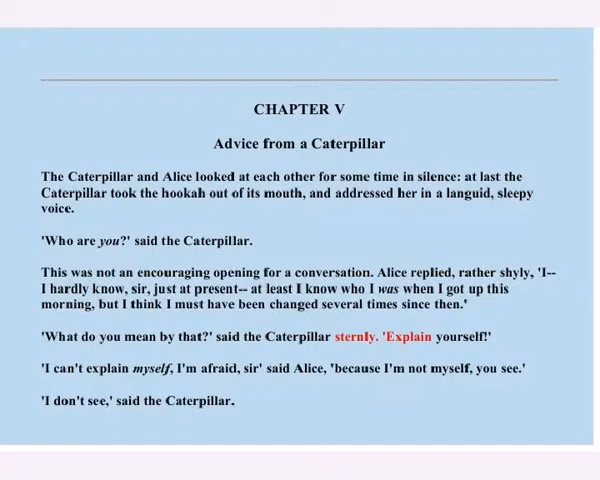 CHAPTER V
Advice from a Caterpillar
The Caterpillar and Alice looked at each other for some time in silence: at last the
Caterpillar took the hookah out of its mouth, and addressed her in a languid, sleepy
voice.
'Who are you?' said the Caterpillar.
This was not an encouraging opening for a conversation. Alice replied, rather shyly, 'I--
I hardly know, sir, just at present-- at least I know who I was when I got up this
morning, but I think I must have been changed several times since then.'
'What do you mean by that?' said the Caterpillar sternly. 'Explain yourself!'
'I can't explain myself, I'm afraid, sir' said Alice, 'because I'm not myself, you see.'
'I don't see,' said the Caterpillar.